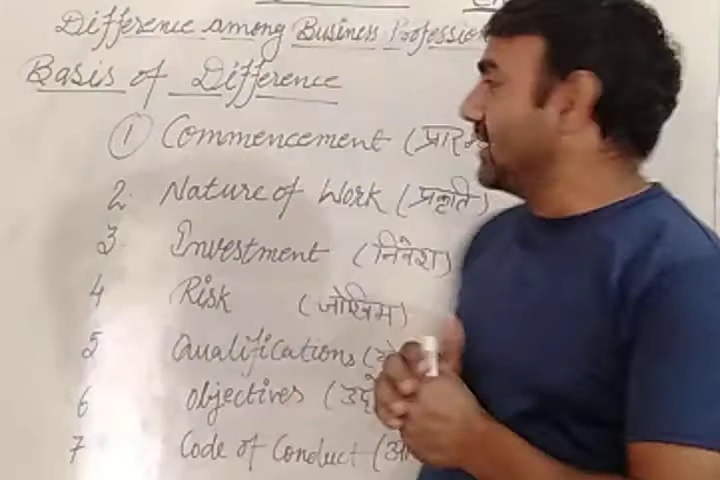 Difference among Business
Basis of Difference
1 Commencement (
2. Nature of Work (प्रकृति)
3 Investment (निवेश)
4 Risk (जोखिम)
5 Qualifications (
6 Objectives (
7 Code of Conduct (